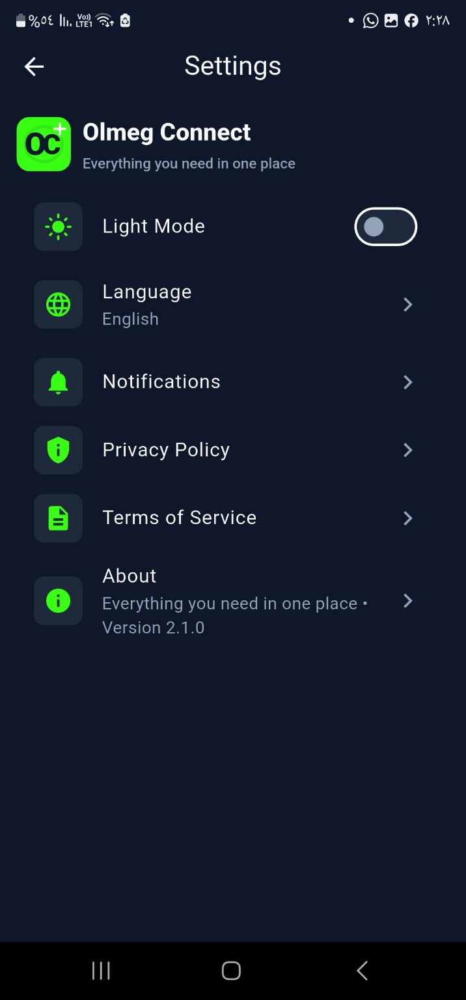 %٥٤ Vo)) LTE1 ٢:٢٨
Settings
OC+
Olmeg Connect
Everything you need in one place
Light Mode
Language
English
Notifications
Privacy Policy
Terms of Service
About
Everything you need in one place •
Version 2.1.0